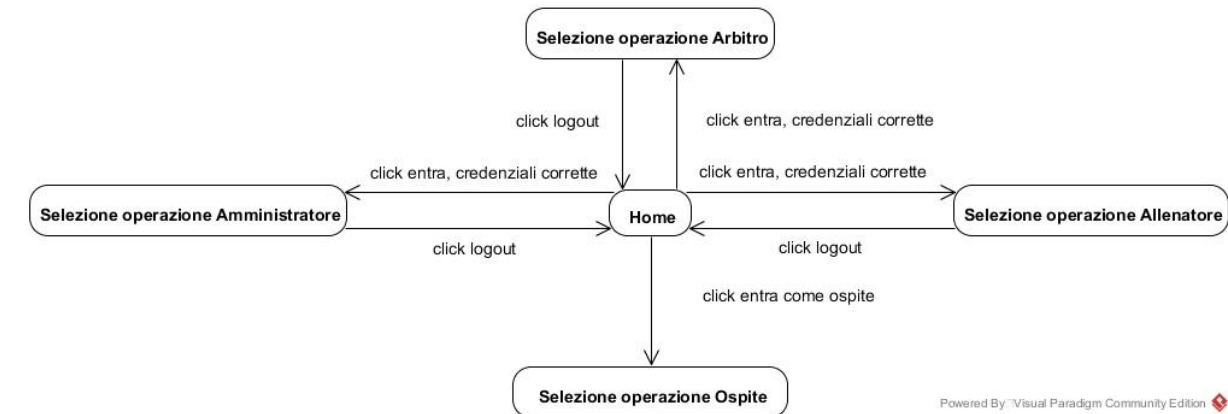 Selezione operazione Arbitro
click logout
click entra, credenziali corrette
click entra, credenziali corrette
click entra, credenziali corrette
Selezione operazione Amministratore
Home
Selezione operazione Allenatore
click logout
click logout
click entra come ospite
Selezione operazione Ospite
Powered By Visual Paradigm Community Edition